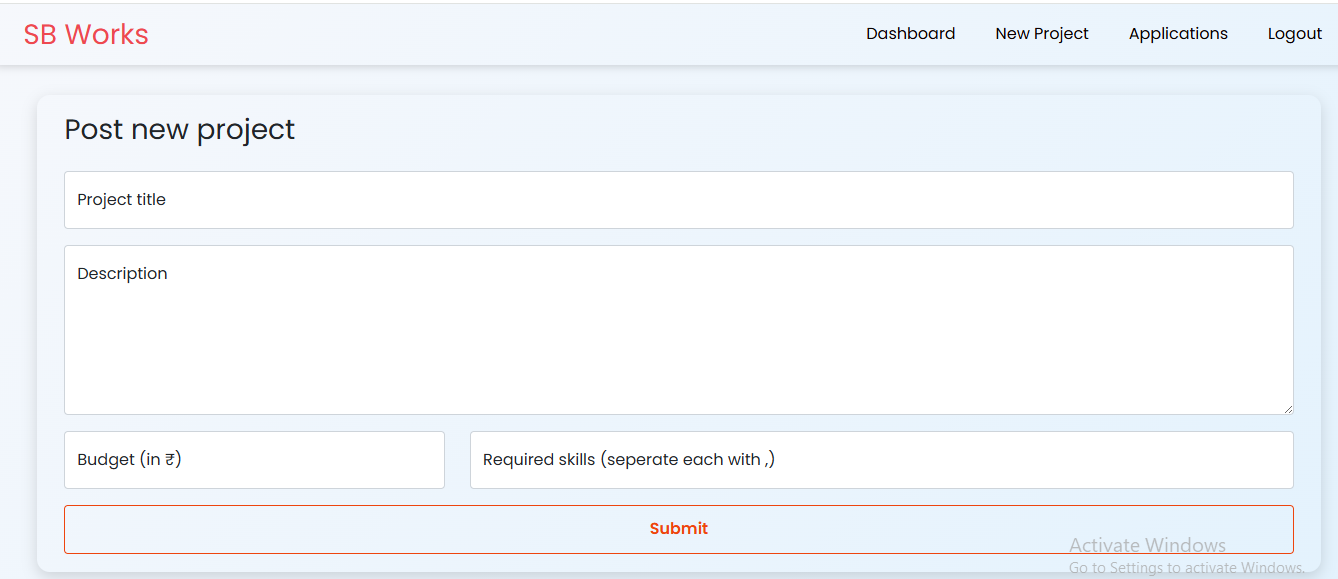 SB Works
Dashboard New Project Applications Logout
Post new project
Project title
Description
Budget (in ₹) Required skills (seperate each with ,)
Submit
Activate Windows
Go to Settings to activate Windows.